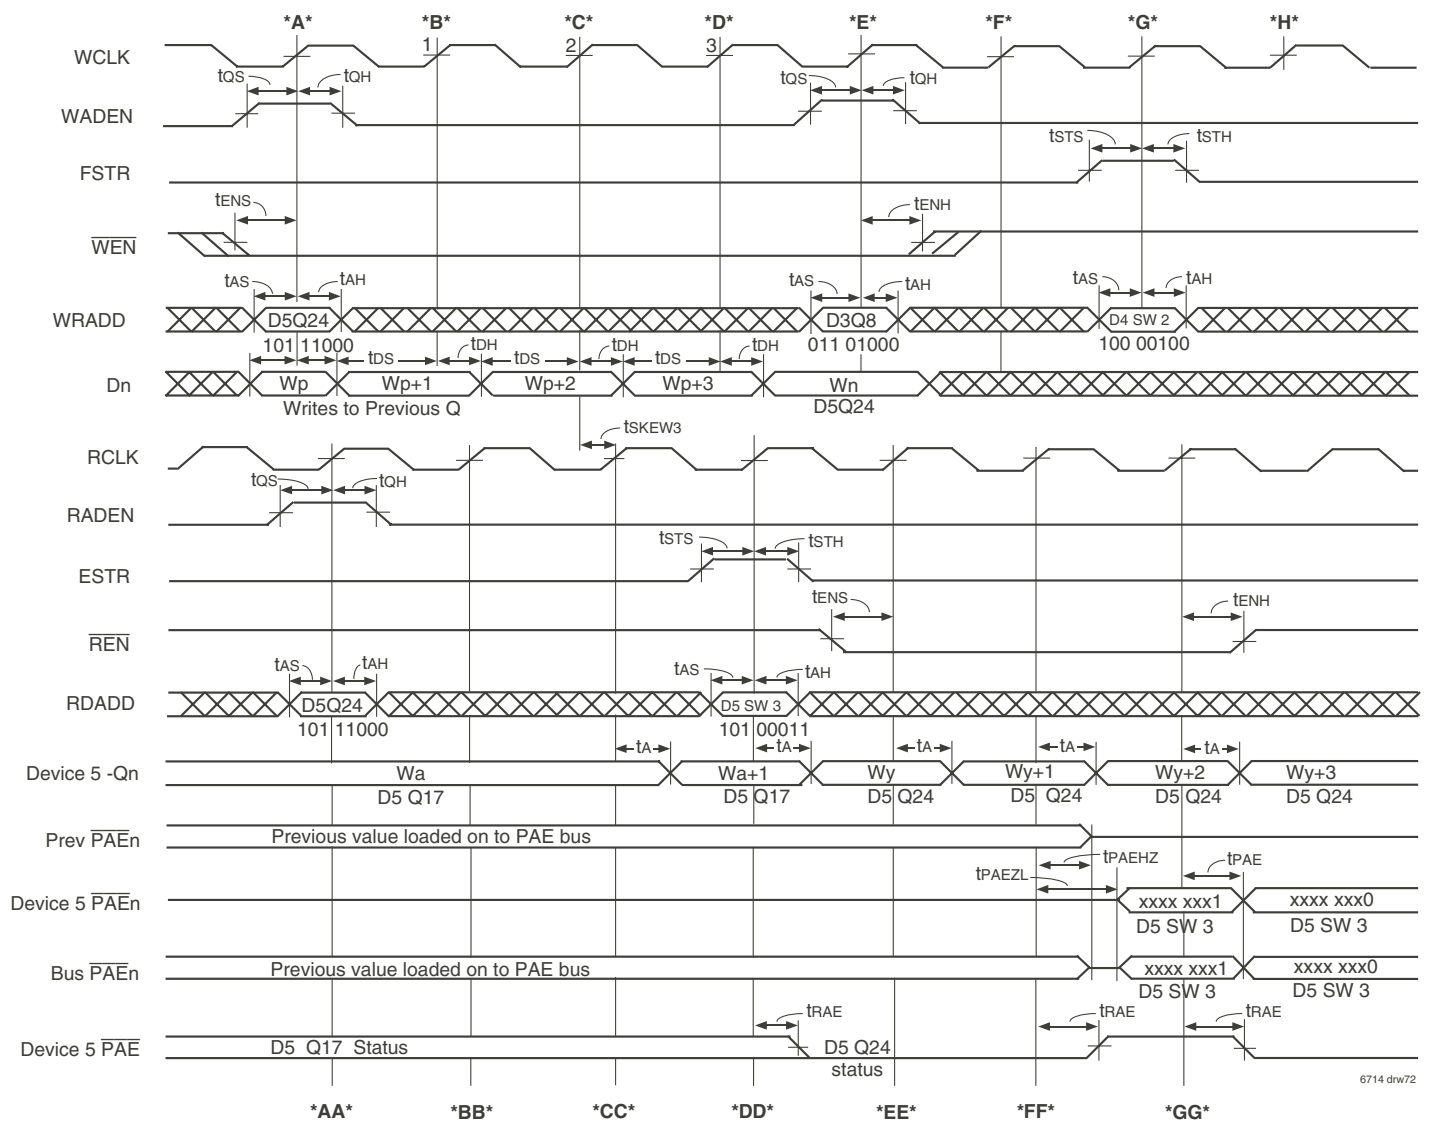 *A* *B* *C* *D* *E* *F* *G* *H*
WCLK 1 2 3
tQS tQH tQS tQH
WADEN
tSTS tSTH
FSTR
tENS tENH
WEN
tAS tAH tAS tAH tAS tAH
WRADD D5Q24 D3Q8 D4 SW 2
101 11000 011 01000 100 00100
tDS tDH tDS tDH tDS tDH
Dn Wp Wp+1 Wp+2 Wp+3 Wn
Writes to Previous Q D5Q24
tSKEW3
RCLK
tQS tQH
RADEN
tSTS tSTH
ESTR
tENS tENH
REN
tAS tAH tAS tAH
RDADD D5Q24 D5 SW 3
101 11000 101 00011
tA tA tA tA tA
Device 5 -Qn Wa Wa+1 Wy Wy+1 Wy+2 Wy+3
D5 Q17 D5 Q17 D5 Q24 D5 Q24 D5 Q24 D5 Q24
Prev PAEn Previous value loaded on to PAE bus
tPAEHZ tPAE
tPAEZL
Device 5 PAEn xxxx xxx1 xxxx xxx0
D5 SW 3 D5 SW 3
Bus PAEn Previous value loaded on to PAE bus xxxx xxx1 xxxx xxx0
D5 SW 3 D5 SW 3
tRAE tRAE tRAE
Device 5 PAE D5 Q17 Status D5 Q24
status
6714 drw72
*AA* *BB* *CC* *DD* *EE* *FF* *GG*